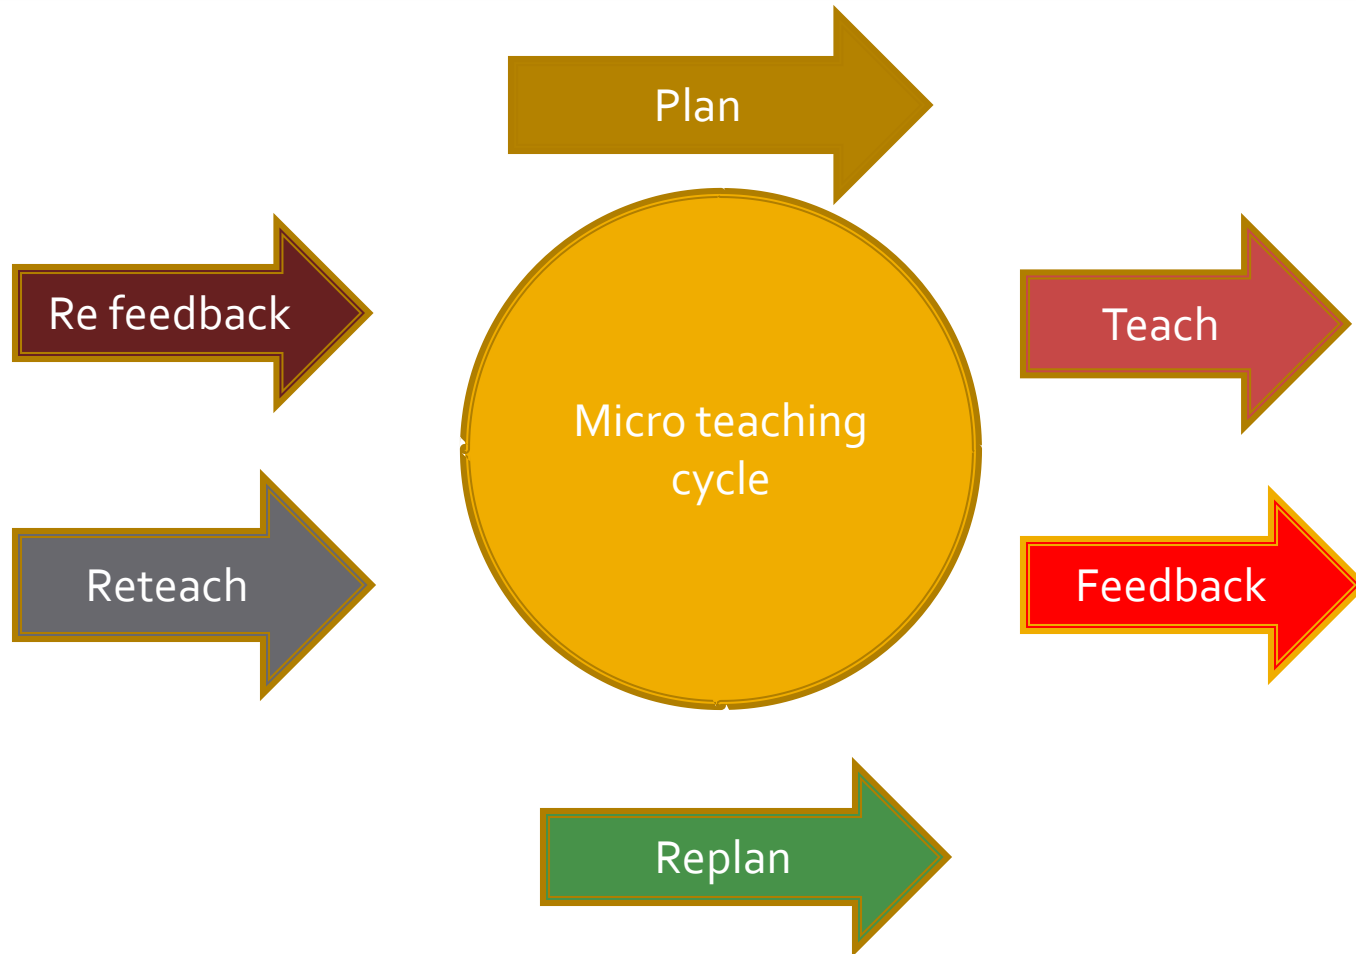 Plan
Re feedback
Teach
Micro teaching
cycle
Reteach
Feedback
Replan